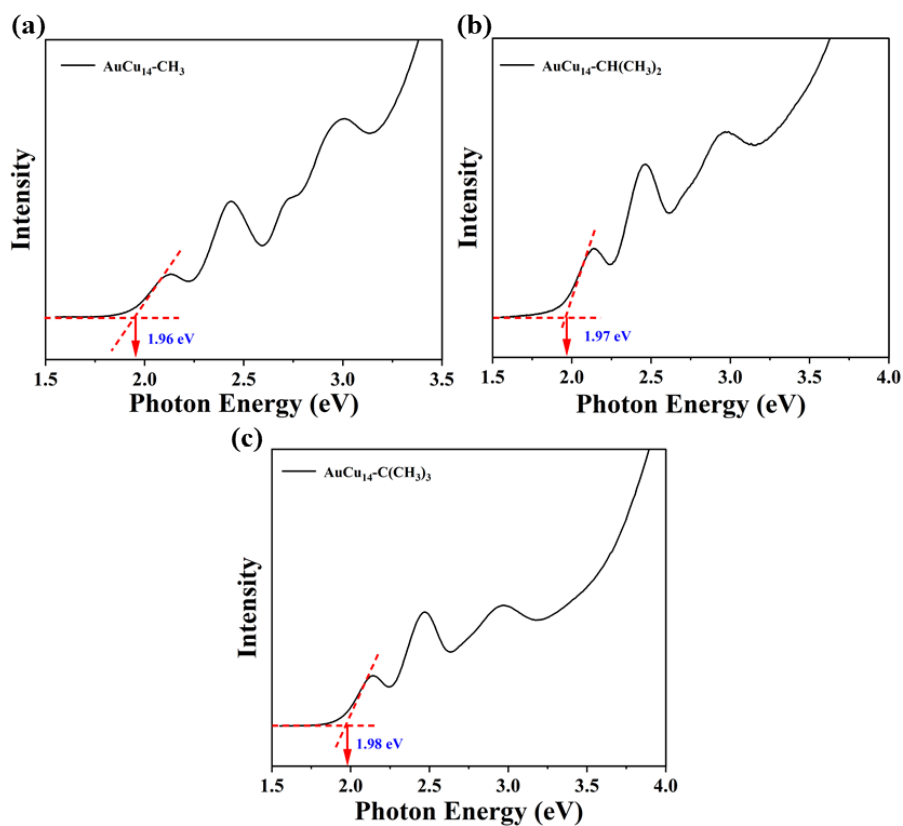 (a)
AuCu₁₄-CH₃
Intensity
1.96 eV
1.5 2.0 2.5 3.0 3.5
Photon Energy (eV)
(b)
AuCu₁₄-CH(CH₃)₂
Intensity
1.97 eV
1.5 2.0 2.5 3.0 3.5 4.0
Photon Energy (eV)
(c)
AuCu₁₄-C(CH₃)₃
Intensity
1.98 eV
1.5 2.0 2.5 3.0 3.5 4.0
Photon Energy (eV)